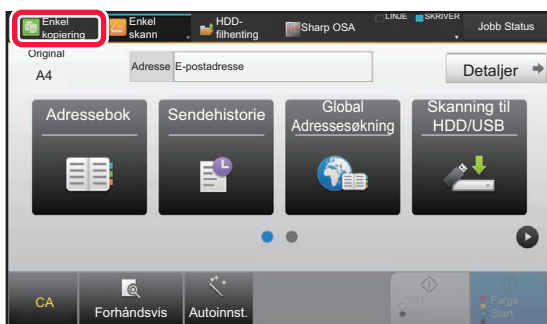 Enkel kopiering
Enkel skann
HDD-filhenting
Sharp OSA
LINJE
SKRIVER
Jobb Status
Original
A4
Adresse
E-postadresse
Detaljer
Adressebok
Sendehistorie
Global Adressesøkning
Skanning til HDD/USB
CA
Forhåndsvis
Autoinnst.
S/H
Start
Farge
Start